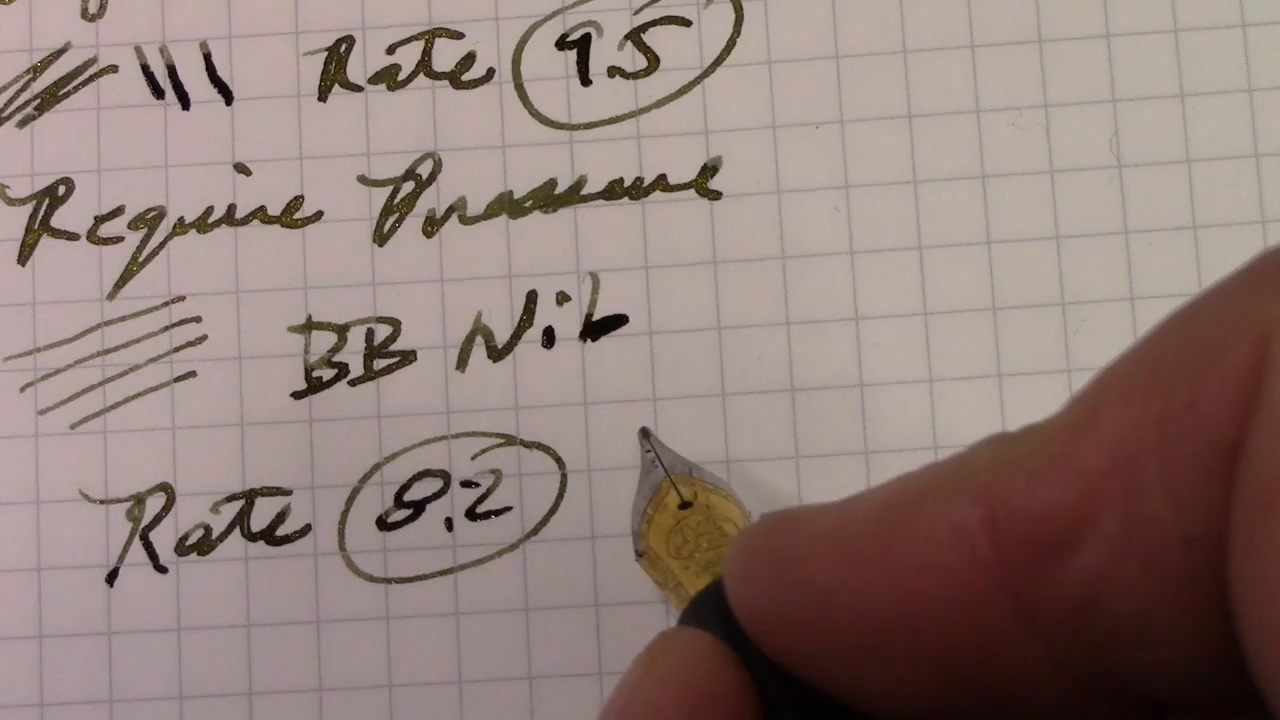 Rate 9.5
Require Pressure
BB Nib
Rate 8.2